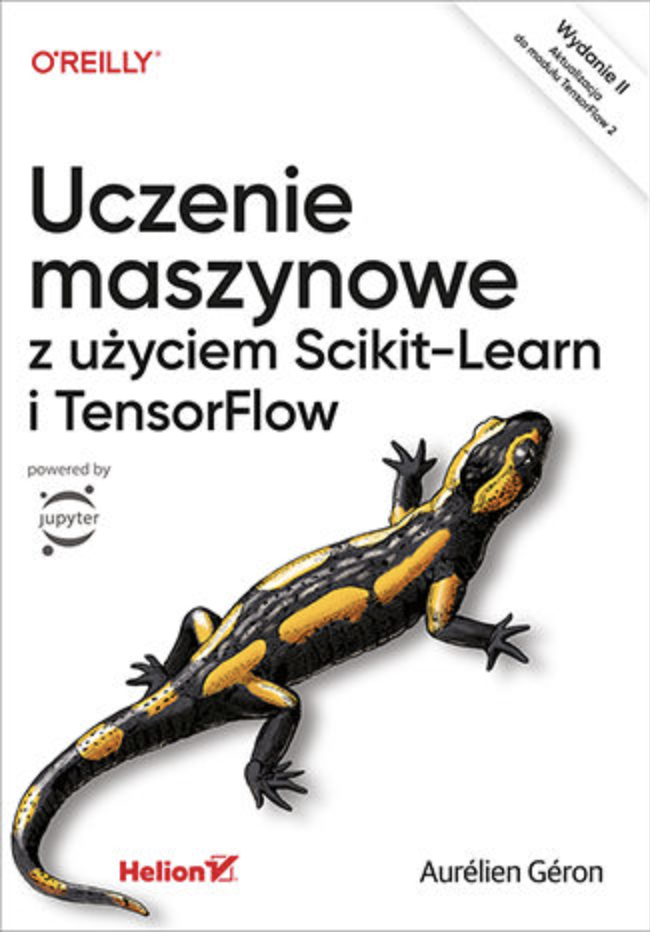 O'REILLY®
Wydanie II
Aktualizacja
do modułu TensorFlow 2
Uczenie
maszynowe
z użyciem Scikit-Learn
i TensorFlow
powered by
jupyter
Helion
Aurélien Géron